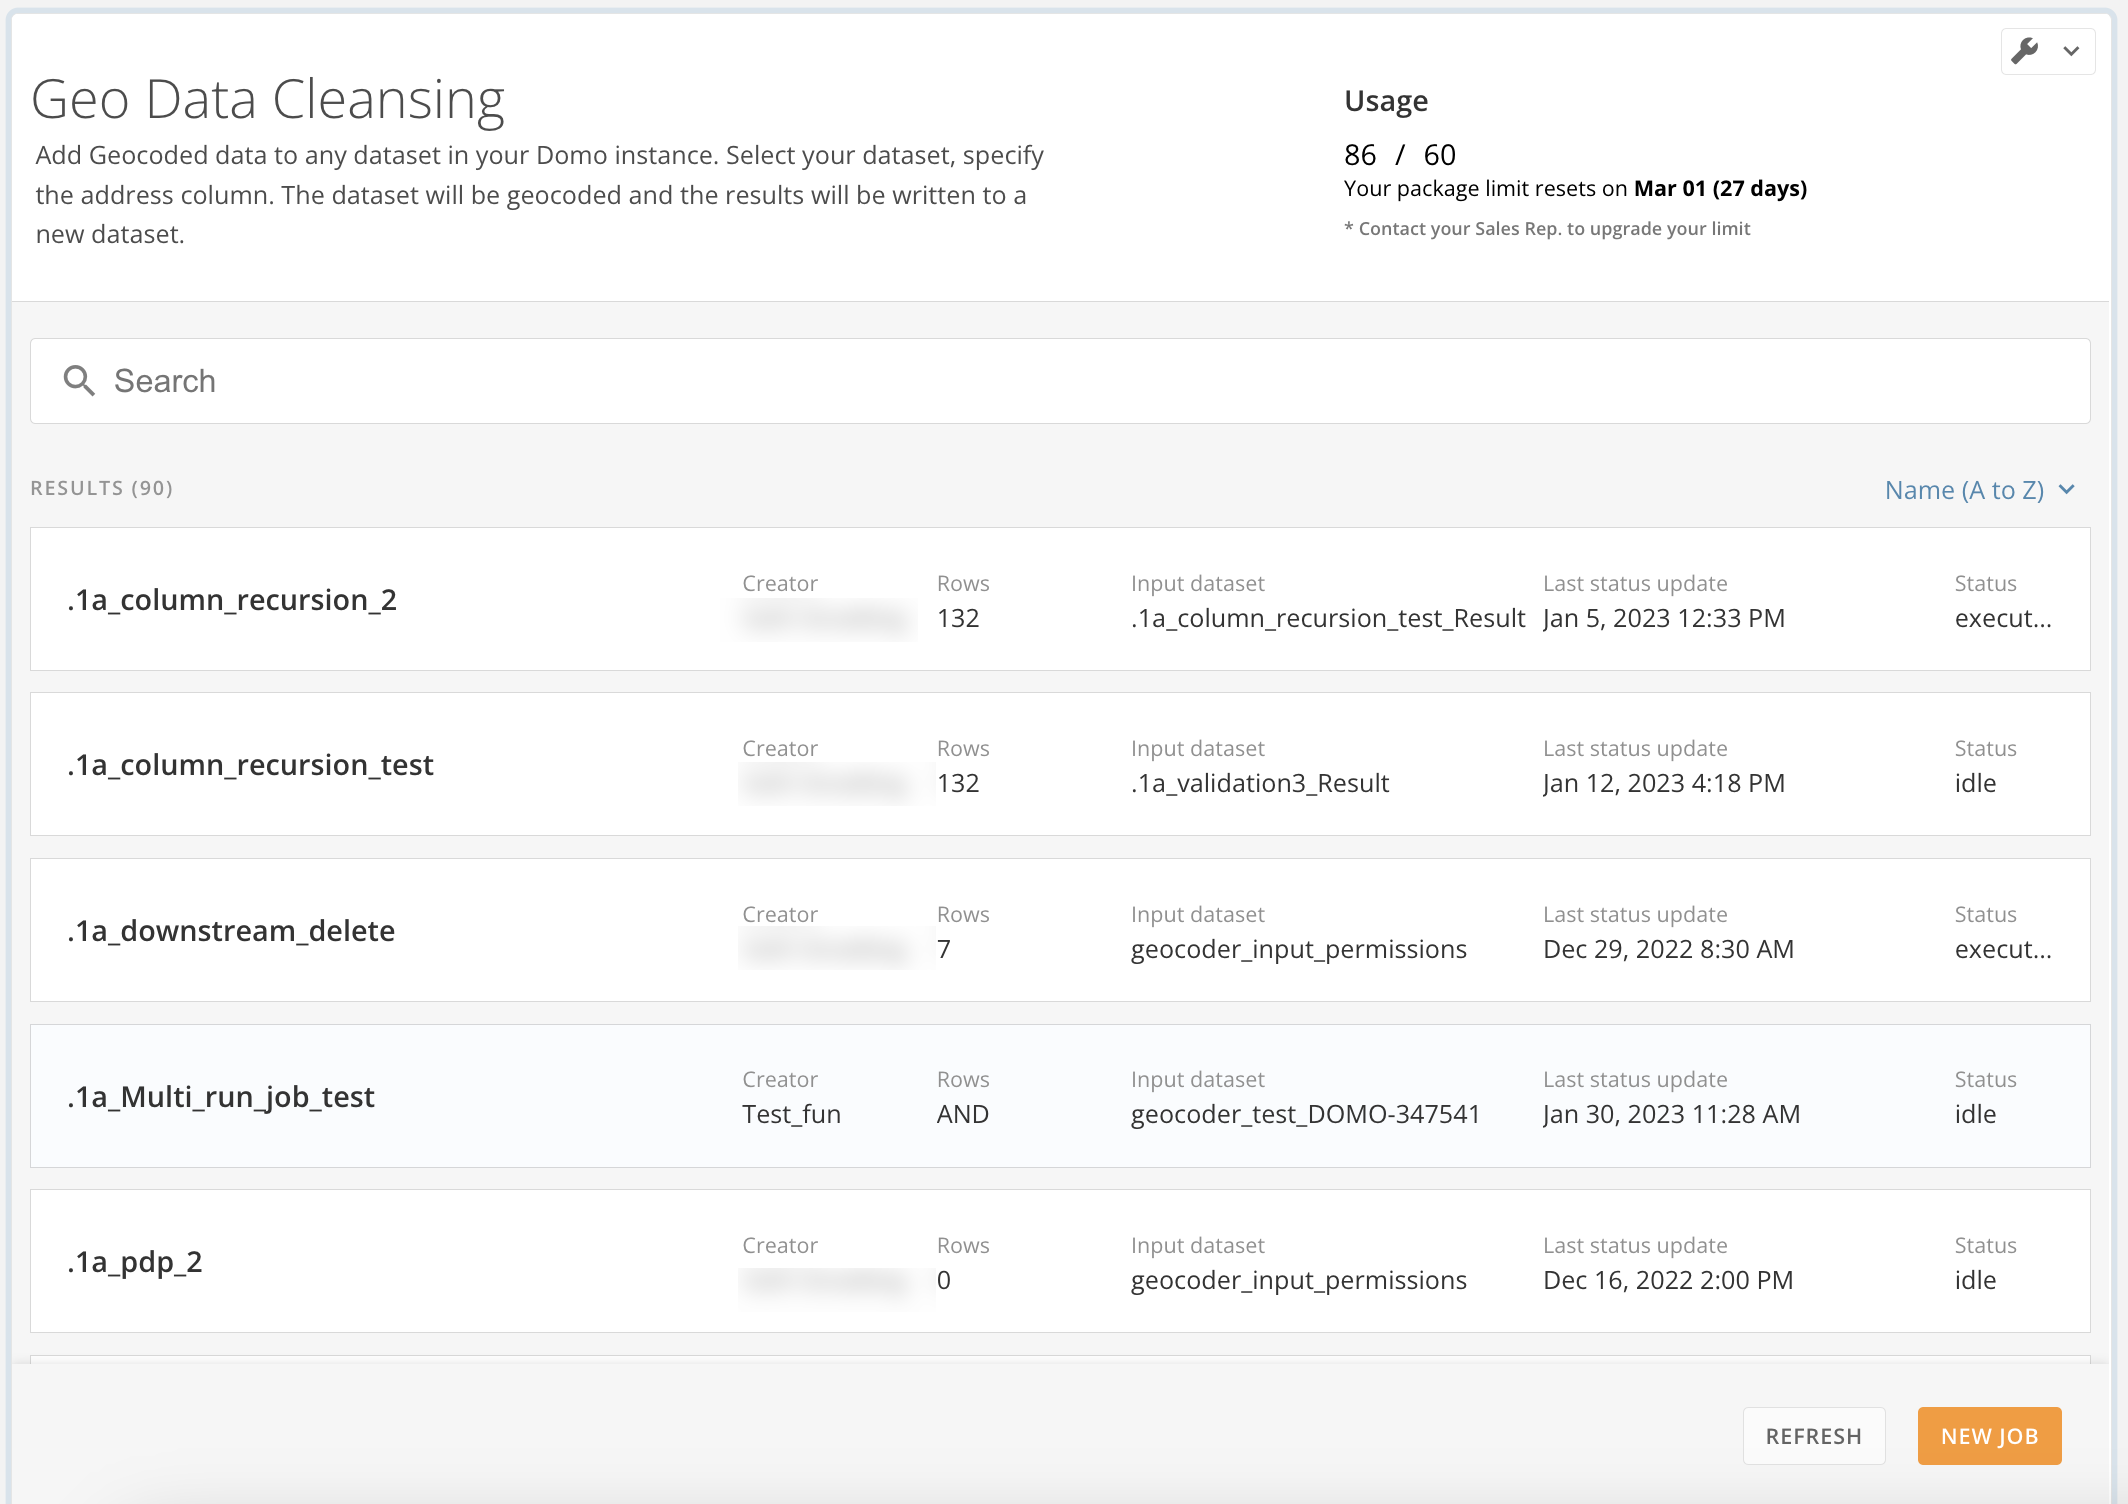 Geo Data Cleansing
Add Geocoded data to any dataset in your Domo instance. Select your dataset, specify
the address column. The dataset will be geocoded and the results will be written to a
new dataset.
Usage
86 / 60
Your package limit resets on Mar 01 (27 days)
* Contact your Sales Rep. to upgrade your limit
Search
RESULTS (90)
Name (A to Z)
.1a_column_recursion_2
Creator
Rows
132
Input dataset
.1a_column_recursion_test_Result
Last status update
Jan 5, 2023 12:33 PM
Status
execut...
.1a_column_recursion_test
Creator
Rows
132
Input dataset
.1a_validation3_Result
Last status update
Jan 12, 2023 4:18 PM
Status
idle
.1a_downstream_delete
Creator
Rows
7
Input dataset
geocoder_input_permissions
Last status update
Dec 29, 2022 8:30 AM
Status
execut...
.1a_Multi_run_job_test
Creator
Test_fun
Rows
AND
Input dataset
geocoder_test_DOMO-347541
Last status update
Jan 30, 2023 11:28 AM
Status
idle
.1a_pdp_2
Creator
Rows
0
Input dataset
geocoder_input_permissions
Last status update
Dec 16, 2022 2:00 PM
Status
idle
REFRESH
NEW JOB